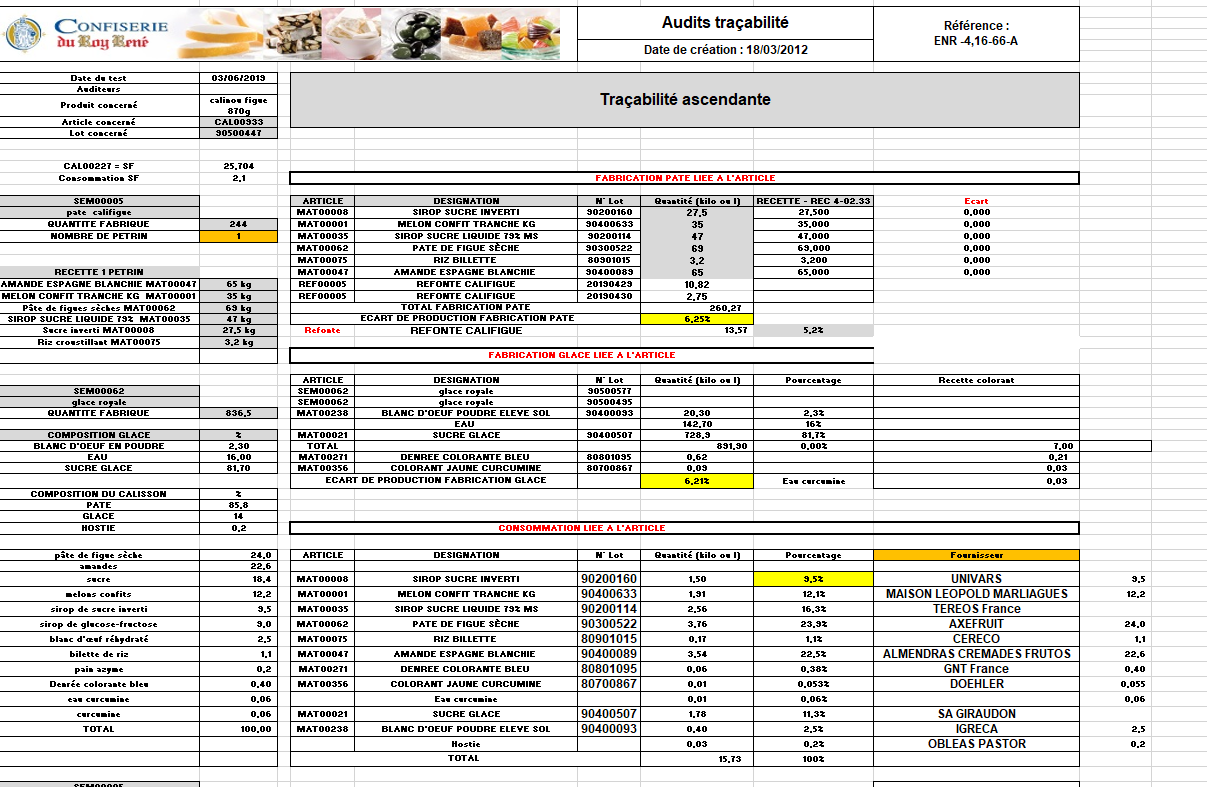 CONFISERIE
du Roy René
Audits traçabilité
Date de création : 18/03/2012
Référence :
ENR -4,16-66-A
Date du test 03/06/2019
Auditeurs
Produit concerné calinou figue 870g
Article concerné CAL00933
Lot concerné 90500447
Traçabilité ascendante
CAL00227 = SF 25,704
Consommation SF 2,1
FABRICATION PATE LIEE A L'ARTICLE
SEM00005
pate califigue
QUANTITE FABRIQUE 244
NOMBRE DE PETRIN 1
RECETTE 1 PETRIN
AMANDE ESPAGNE BLANCHIE MAT00047 65 kg
MELON CONFIT TRANCHE KG MAT00001 35 kg
Pâte de figues sèches MAT00062 69 kg
SIROP SUCRE LIQUIDE 79% MAT00035 47 kg
Sucre inverti MAT00008 27,5 kg
Riz croustillant MAT00075 3,2 kg
ARTICLE DESIGNATION N° Lot Quantité (kilo ou l) RECETTE - REC 4-02.33 Ecart
MAT00008 SIROP SUCRE INVERTI 90200160 27,5 27,500 0,000
MAT00001 MELON CONFIT TRANCHE KG 90400633 35 35,000 0,000
MAT00035 SIROP SUCRE LIQUIDE 79% MS 90200114 47 47,000 0,000
MAT00062 PATE DE FIGUE SÈCHE 90300522 69 69,000 0,000
MAT00075 RIZ BILLETTE 80901015 3,2 3,200 0,000
MAT00047 AMANDE ESPAGNE BLANCHIE 90400089 65 65,000 0,000
REF00005 REFONTE CALIFIGUE 20190429 10,82
REF00005 REFONTE CALIFIGUE 20190430 2,75
TOTAL FABRICATION PATE 260,27
ECART DE PRODUCTION FABRICATION PATE 6,25%
Refonte REFONTE CALIFIGUE 13,57 5,2%
FABRICATION GLACE LIEE A L'ARTICLE
SEM00062
glace royale
QUANTITE FABRIQUE 836,5
COMPOSITION GLACE %
BLANC D'OEUF EN POUDRE 2,30
EAU 16,00
SUCRE GLACE 81,70
ARTICLE DESIGNATION N° Lot Quantité (kilo ou l) Pourcentage Recette colorant
SEM00062 glace royale 90500577
SEM00062 glace royale 90500495
MAT00238 BLANC D'OEUF POUDRE ELEVE SOL 90400093 20,30 2,3%
EAU 142,70 16%
MAT00021 SUCRE GLACE 90400507 728,9 81,7%
TOTAL 891,90 0,00% 7,00
MAT00271 DENREE COLORANTE BLEU 80801095 0,62 0,21
MAT00356 COLORANT JAUNE CURCUMINE 80700867 0,09 0,03
ECART DE PRODUCTION FABRICATION GLACE 6,21% Eau curcumine 0,03
COMPOSITION DU CALISSON %
PATE 85,8
GLACE 14
HOSTIE 0,2
CONSOMMATION LIEE A L'ARTICLE
pâte de figue sèche 24,0
amandes 22,6
sucre 18,4
melons confits 12,2
sirop de sucre inverti 9,5
sirop de glucose-fructose 9,0
blanc d'œuf réhydraté 2,5
billette de riz 1,1
pain azyme 0,2
Denrée colorante bleu 0,40
eau curcumine 0,06
curcumine 0,06
TOTAL 100,00
ARTICLE DESIGNATION N° Lot Quantité (kilo ou l) Pourcentage Fournisseur
MAT00008 SIROP SUCRE INVERTI 90200160 1,50 9,5% UNIVARS 9,5
MAT00001 MELON CONFIT TRANCHE KG 90400633 1,91 12,1% MAISON LEOPOLD MARLIAGUES 12,2
MAT00035 SIROP SUCRE LIQUIDE 79% MS 90200114 2,56 16,3% TEREOS France
MAT00062 PATE DE FIGUE SÈCHE 90300522 3,76 23,9% AXEFRUIT 24,0
MAT00075 RIZ BILLETTE 80901015 0,17 1,1% CERECO 1,1
MAT00047 AMANDE ESPAGNE BLANCHIE 90400089 3,54 22,5% ALMENDRAS CREMADES FRUTOS 22,6
MAT00271 DENREE COLORANTE BLEU 80801095 0,06 0,38% GNT France 0,40
MAT00356 COLORANT JAUNE CURCUMINE 80700867 0,01 0,053% DOEHLER 0,055
Eau curcumine 0,01 0,06% 0,06
MAT00021 SUCRE GLACE 90400507 1,78 11,3% SA GIRAUDON
MAT00238 BLANC D'OEUF POUDRE ELEVE SOL 90400093 0,40 2,5% IGRECA 2,5
Hostie 0,03 0,2% OBLEAS PASTOR 0,2
TOTAL 15,73 100%
SEM00005